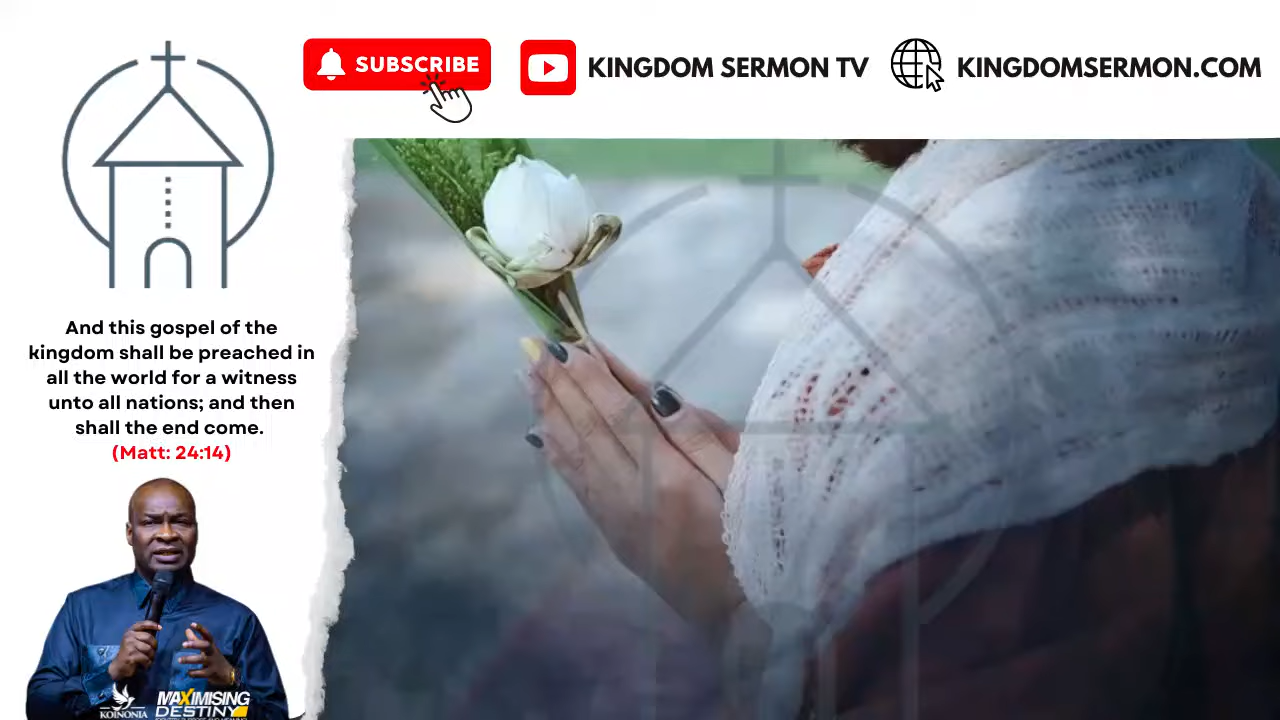 SUBSCRIBE
KINGDOM SERMON TV
KINGDOMSERMON.COM
And this gospel of the
kingdom shall be preached in
all the world for a witness
unto all nations; and then
shall the end come.
(Matt: 24:14)
KOINONIA
MAXIMISING
DESTINY